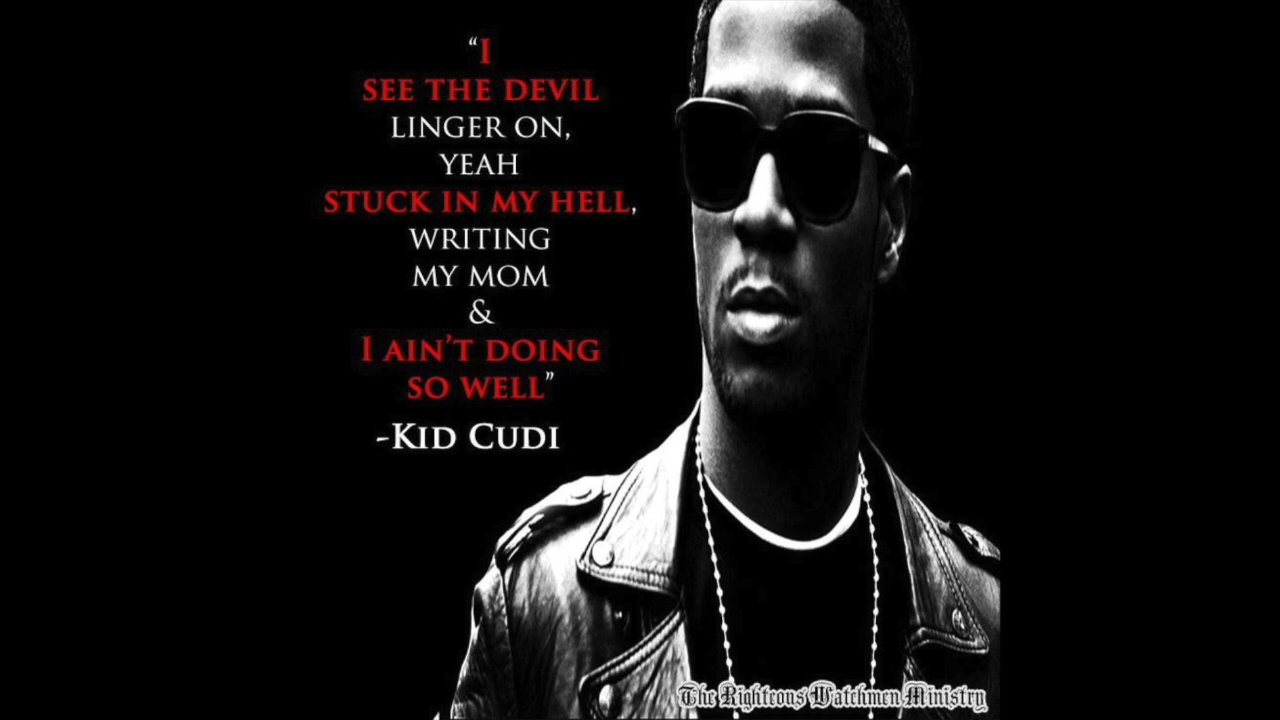 “I
SEE THE DEVIL
LINGER ON,
YEAH
STUCK IN MY HELL,
WRITING
MY MOM
&
I AIN’T DOING
SO WELL”
-KID CUDI
The Righteous Watchmen Ministry